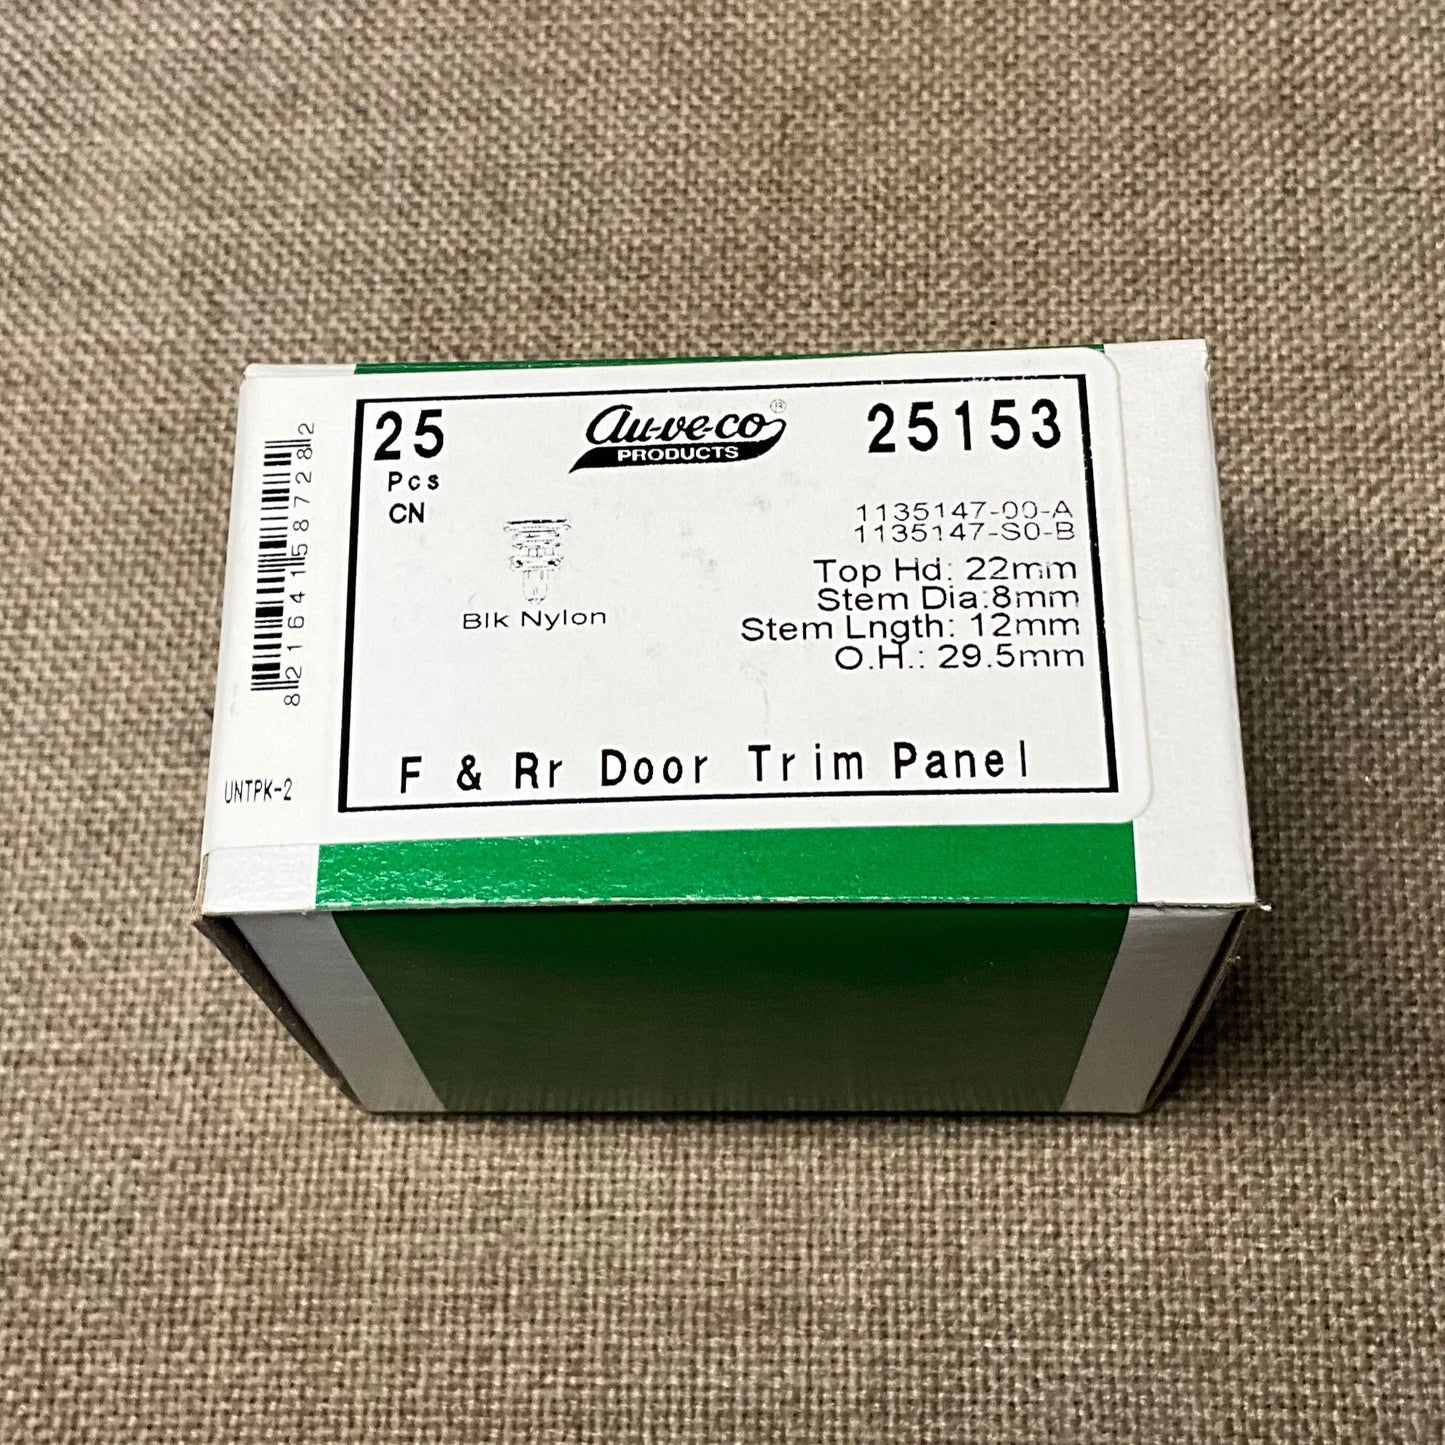 25
Pcs
CN
au-ve-co®
PRODUCTS
25153
1135147-00-A
1135147-S0-B
Top Hd: 22mm
Stem Dia:8mm
Stem Lngth: 12mm
O.H.: 29.5mm
Blk Nylon
F & Rr Door Trim Panel
8 21641 58728 2
UNTPK-2